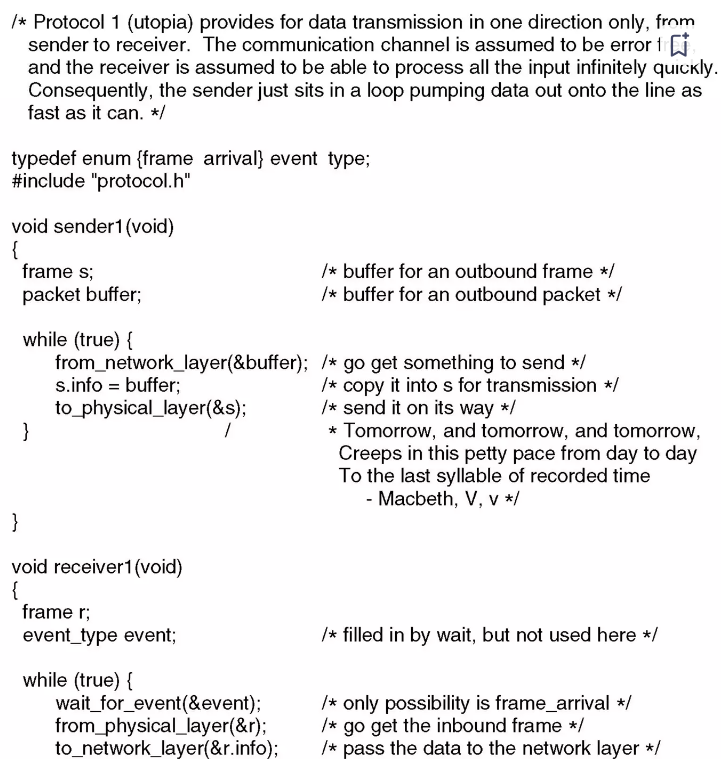 /* Protocol 1 (utopia) provides for data transmission in one direction only, from
sender to receiver. The communication channel is assumed to be error
and the receiver is assumed to be able to process all the input infinitely quickly.
Consequently, the sender just sits in a loop pumping data out onto the line as
fast as it can. */
typedef enum {frame arrival} event type;
#include "protocol.h"
void sender1(void)
{
frame s; /* buffer for an outbound frame */
packet buffer; /* buffer for an outbound packet */
while (true) {
from_network_layer(&buffer); /* go get something to send */
s.info = buffer; /* copy it into s for transmission */
to_physical_layer(&s); /* send it on its way */
} / * Tomorrow, and tomorrow, and tomorrow,
Creeps in this petty pace from day to day
To the last syllable of recorded time
- Macbeth, V, v */
}
void receiver1(void)
{
frame r;
event_type event; /* filled in by wait, but not used here */
while (true) {
wait_for_event(&event); /* only possibility is frame_arrival */
from_physical_layer(&r); /* go get the inbound frame */
to_network_layer(&r.info); /* pass the data to the network layer */